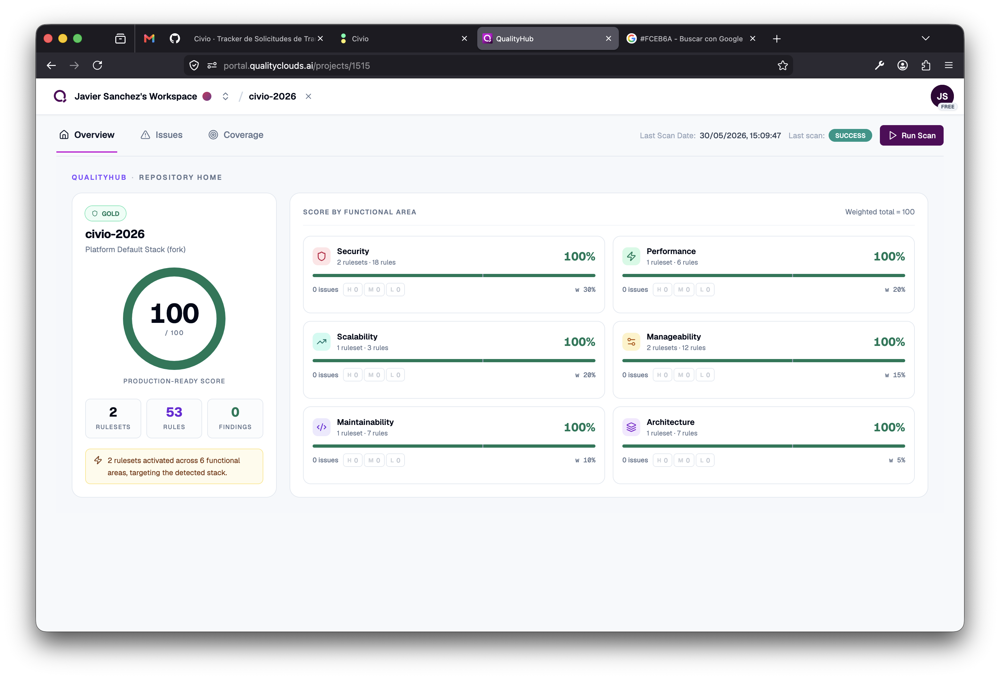 Civio · Tracker de Solicitudes de Tra
Civio
QualityHub
#FCEB6A - Buscar con Google
portal.qualityclouds.ai/projects/1515
Javier Sanchez's Workspace / civio-2026
JS
FREE
Overview
Issues
Coverage
Last Scan Date: 30/05/2026, 15:09:47 Last scan: SUCCESS
Run Scan
QUALITYHUB · REPOSITORY HOME
GOLD
civio-2026
Platform Default Stack (fork)
100
/ 100
PRODUCTION-READY SCORE
2
RULESETS
53
RULES
0
FINDINGS
2 rulesets activated across 6 functional
areas, targeting the detected stack.
SCORE BY FUNCTIONAL AREA
Weighted total = 100
Security
2 rulesets · 18 rules
100%
0 issues H 0 M 0 L 0 w 30%
Performance
1 ruleset · 6 rules
100%
0 issues H 0 M 0 L 0 w 20%
Scalability
1 ruleset · 3 rules
100%
0 issues H 0 M 0 L 0 w 20%
Manageability
2 rulesets · 12 rules
100%
0 issues H 0 M 0 L 0 w 15%
Maintainability
1 ruleset · 7 rules
100%
0 issues H 0 M 0 L 0 w 10%
Architecture
1 ruleset · 7 rules
100%
0 issues H 0 M 0 L 0 w 5%